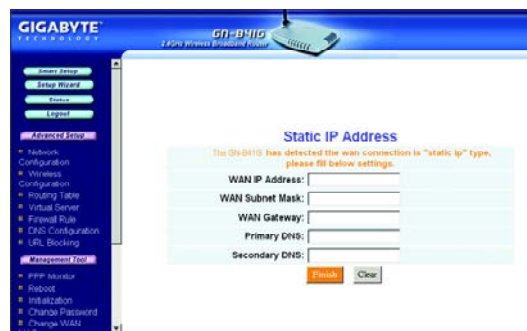 GIGABYTE™
TECHNOLOGY
GN-B41G
2.4GHz Wireless Broadband Router
Smart Setup
Setup Wizard
Status
Logout
Advanced Setup
Network
Configuration
Wireless
Configuration
Routing Table
Virtual Server
Firewall Rule
DNS Configuration
URL Blocking
Management Tool
PPP Monitor
Reboot
Initialization
Change Password
Change WAN
Static IP Address
The GN-B41G has detected the wan connection is "static ip" type,
please fill below settings.
WAN IP Address:
WAN Subnet Mask:
WAN Gateway:
Primary DNS:
Secondary DNS:
Finish
Clear